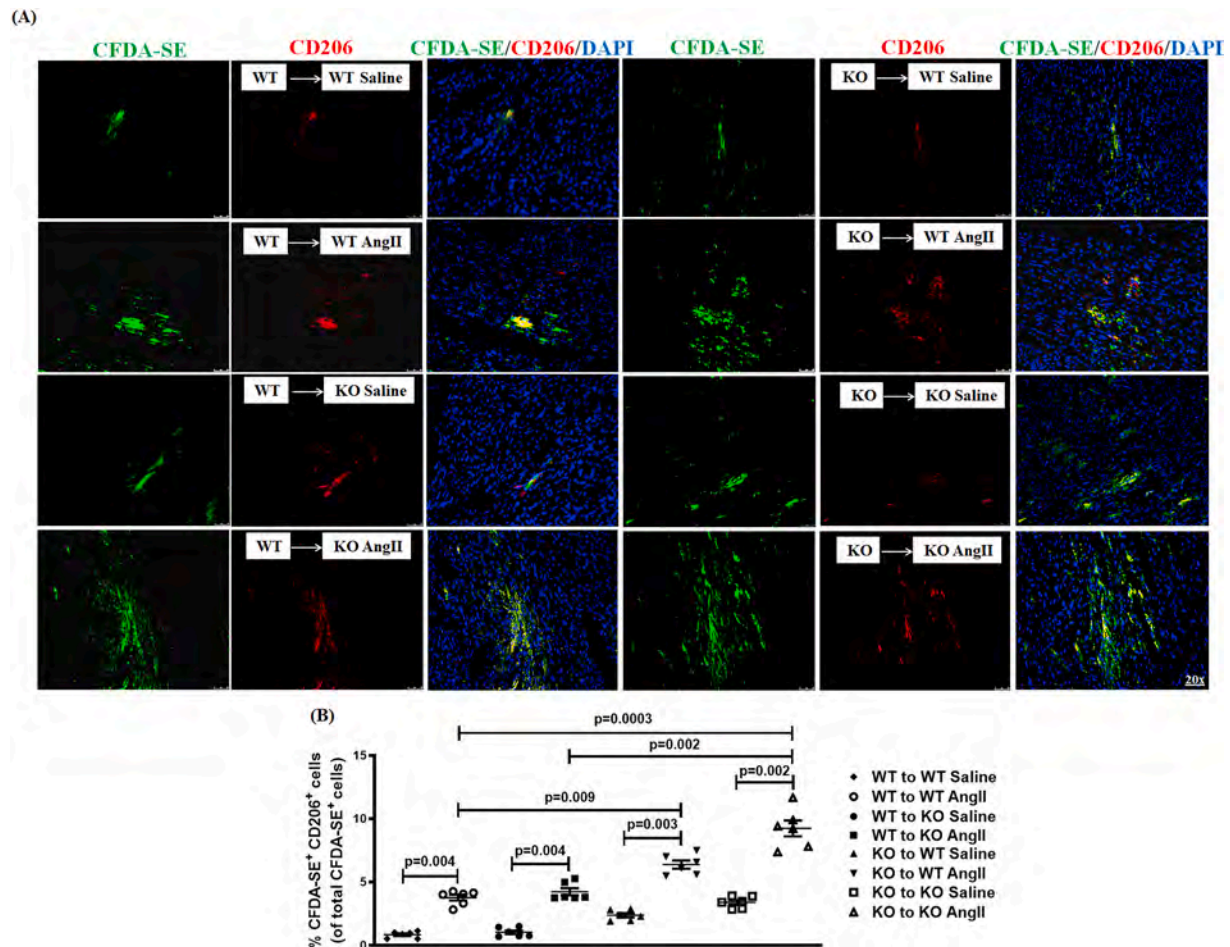 (A)
CFDA-SE CD206 CFDA-SE/CD206/DAPI CFDA-SE CD206 CFDA-SE/CD206/DAPI
WT → WT Saline KO → WT Saline
WT → WT AngII KO → WT AngII
WT → KO Saline KO → KO Saline
WT → KO AngII KO → KO AngII
20x
(B)
p=0.0003
p=0.002
p=0.002
p=0.009
p=0.003
p=0.004
p=0.004
% CFDA-SE+ CD206+ cells
(of total CFDA-SE+ cells)
15
10
5
0
WT to WT Saline
WT to WT AngII
WT to KO Saline
WT to KO AngII
KO to WT Saline
KO to WT AngII
KO to KO Saline
KO to KO AngII